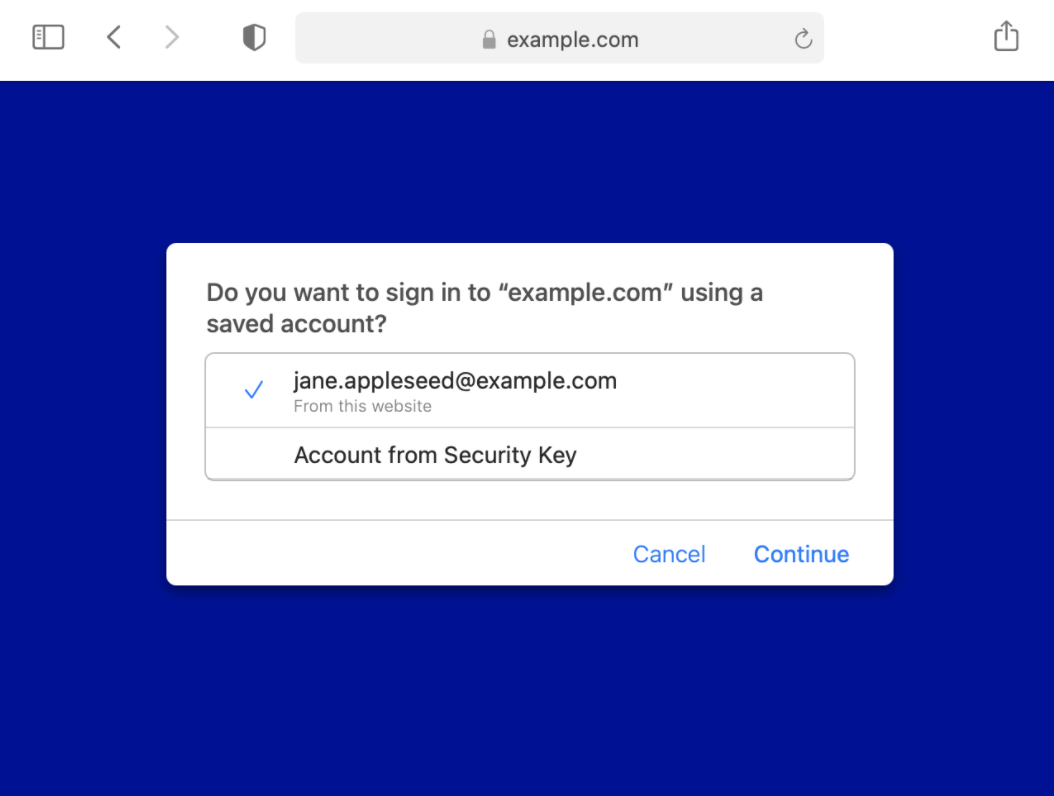 example.com
Do you want to sign in to “example.com” using a
saved account?
jane.appleseed@example.com
From this website
Account from Security Key
Cancel
Continue